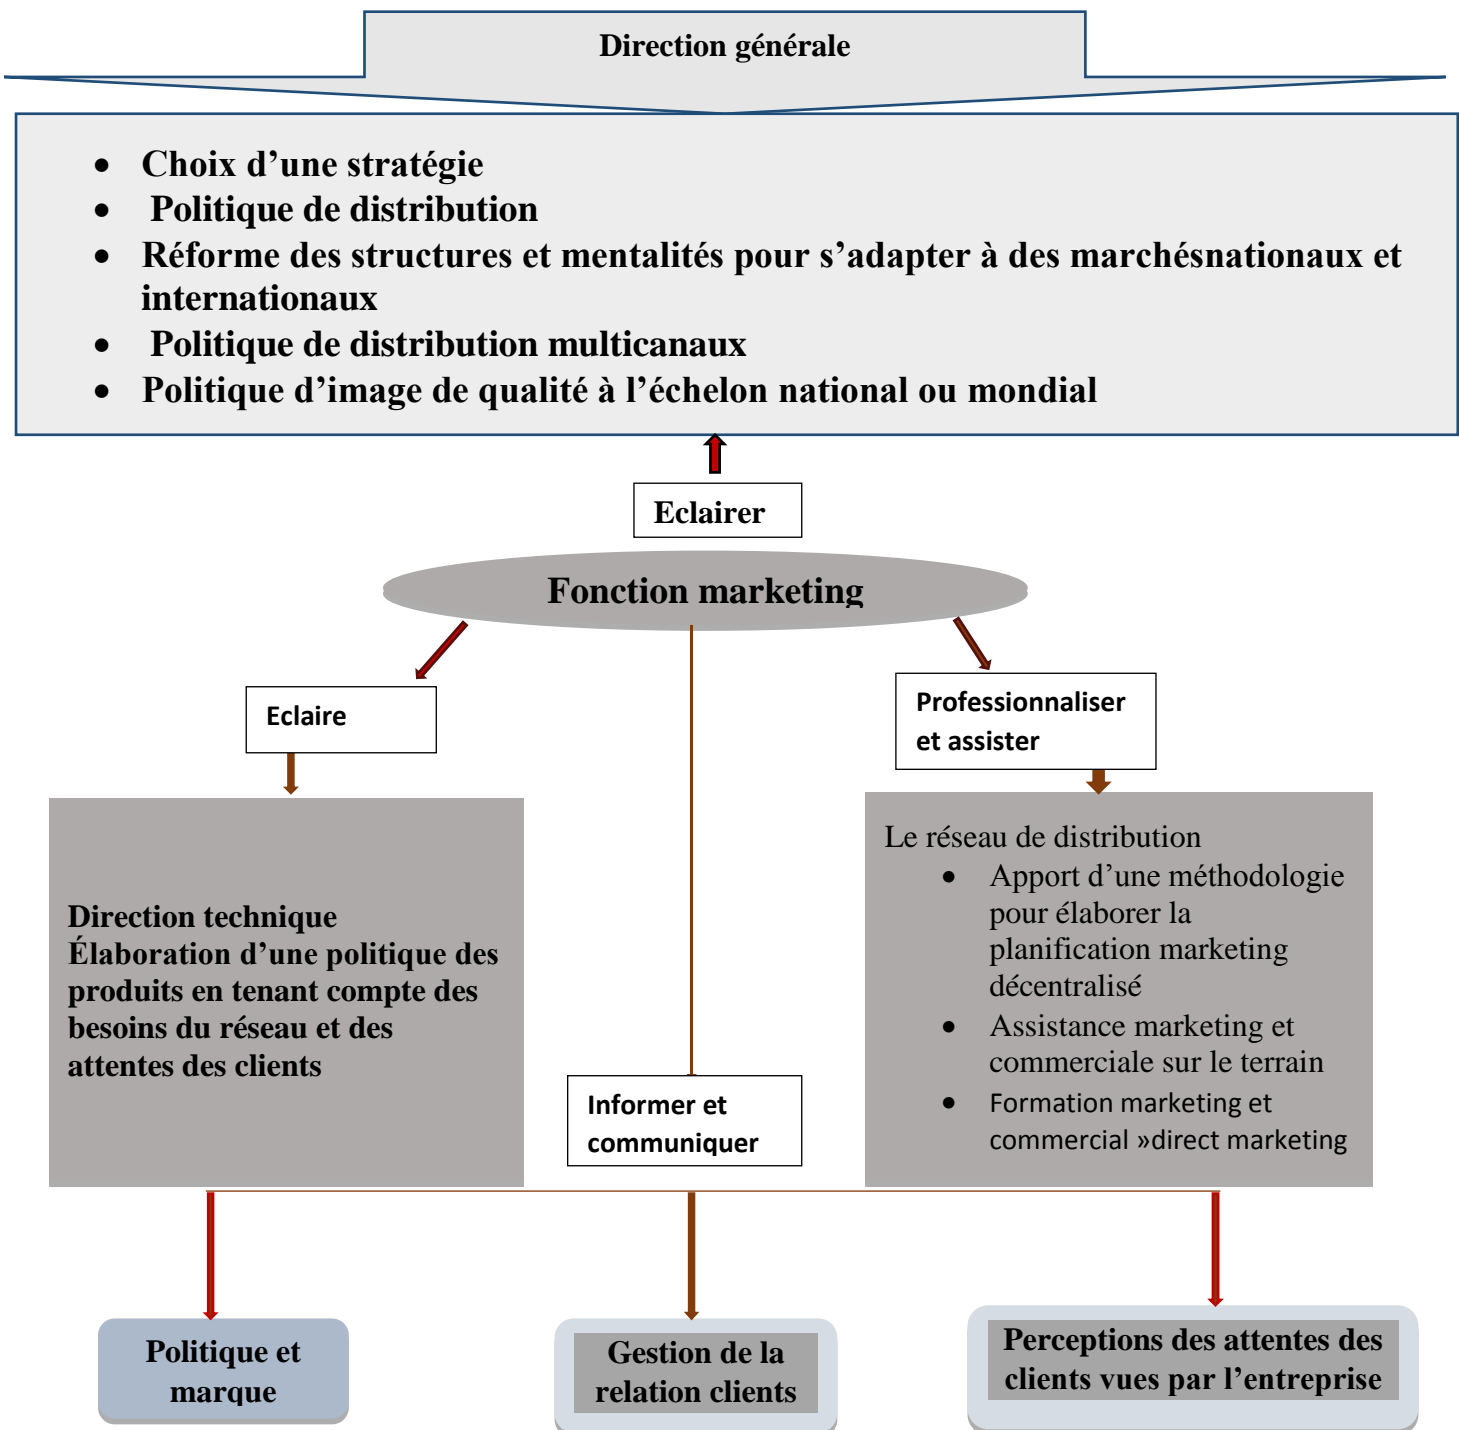 Direction générale
• Choix d’une stratégie
• Politique de distribution
• Réforme des structures et mentalités pour s’adapter à des marchésnationaux et
internationaux
• Politique de distribution multicanaux
• Politique d’image de qualité à l’échelon national ou mondial
Eclairer
Fonction marketing
Eclaire
Professionnaliser
et assister
Direction technique
Élaboration d’une politique des
produits en tenant compte des
besoins du réseau et des
attentes des clients
Le réseau de distribution
• Apport d’une méthodologie
pour élaborer la
planification marketing
décentralisé
• Assistance marketing et
commerciale sur le terrain
• Formation marketing et
commercial »direct marketing
Informer et
communiquer
Politique et
marque
Gestion de la
relation clients
Perceptions des attentes des
clients vues par l’entreprise